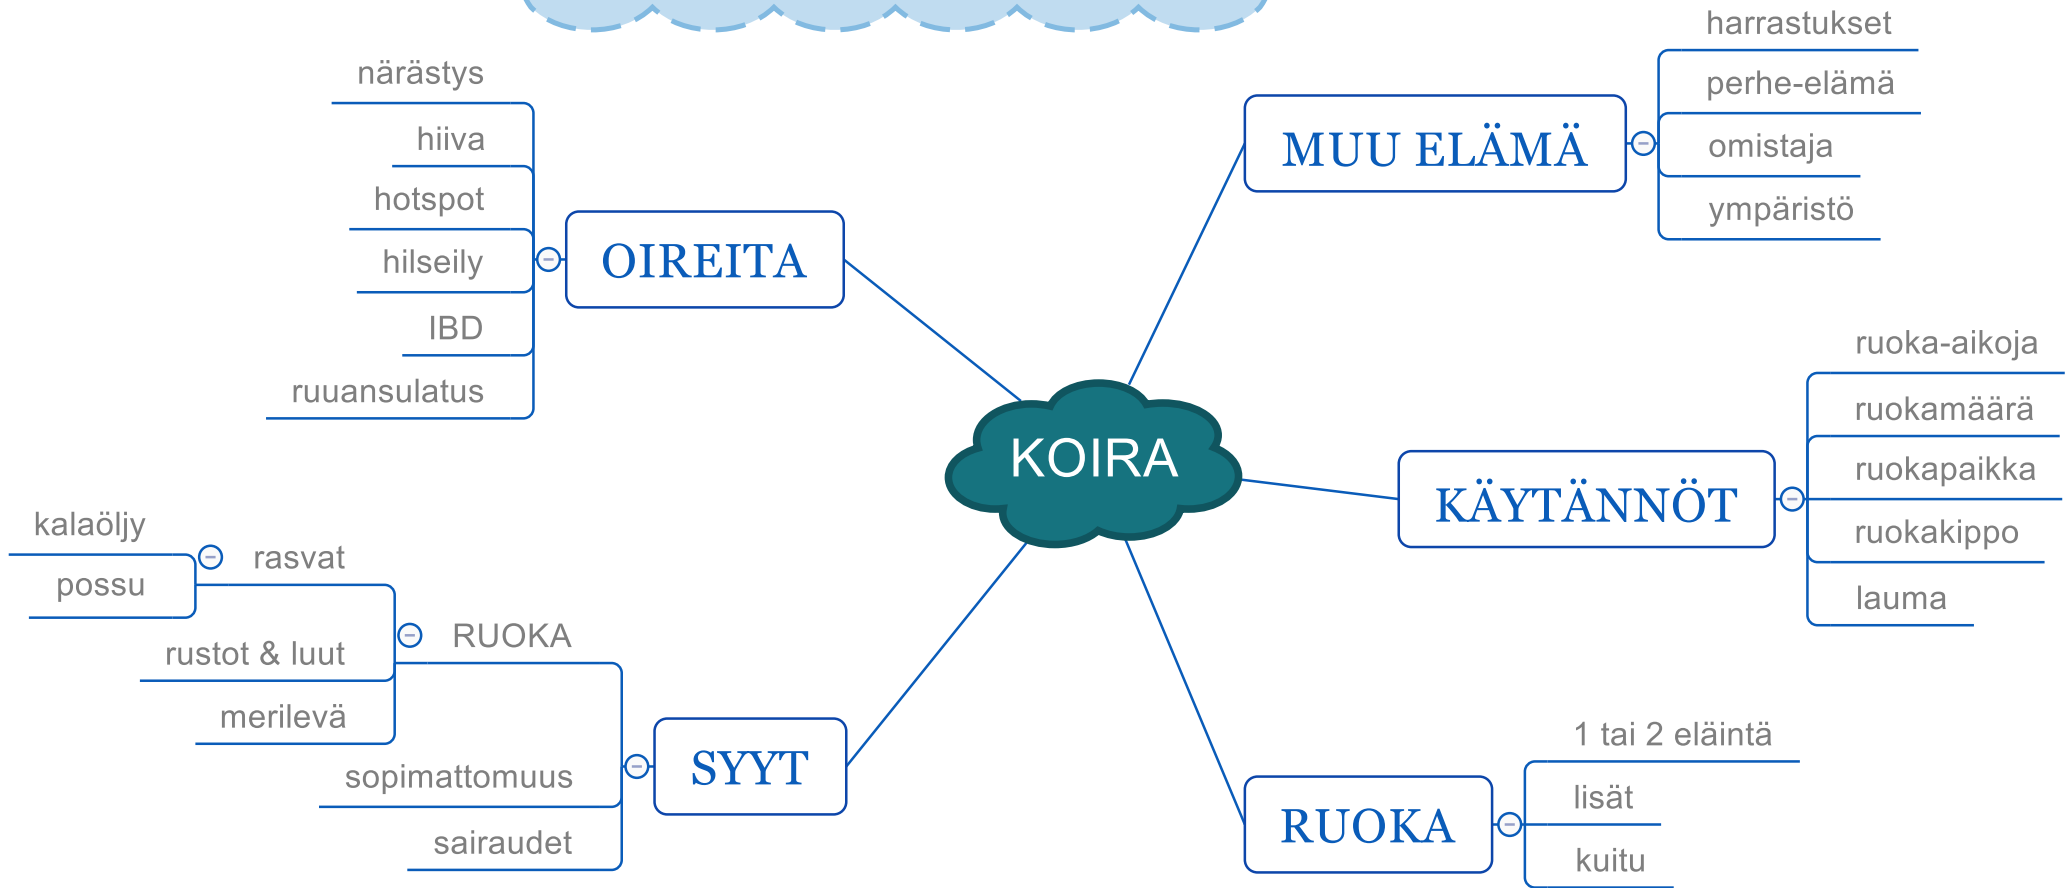 närästys
hiiva
hotspot
hilseily
IBD
ruuansulatus
OIREITA
harrastukset
perhe-elämä
omistaja
ympäristö
MUU ELÄMÄ
KOIRA
ruoka-aikoja
ruokamäärä
ruokapaikka
ruokakippo
lauma
KÄYTÄNNÖT
kalaöljy
possu
rasvat
rustot & luut
merilevä
RUOKA
sopimattomuus
sairaudet
SYYT
1 tai 2 eläintä
lisät
kuitu
RUOKA